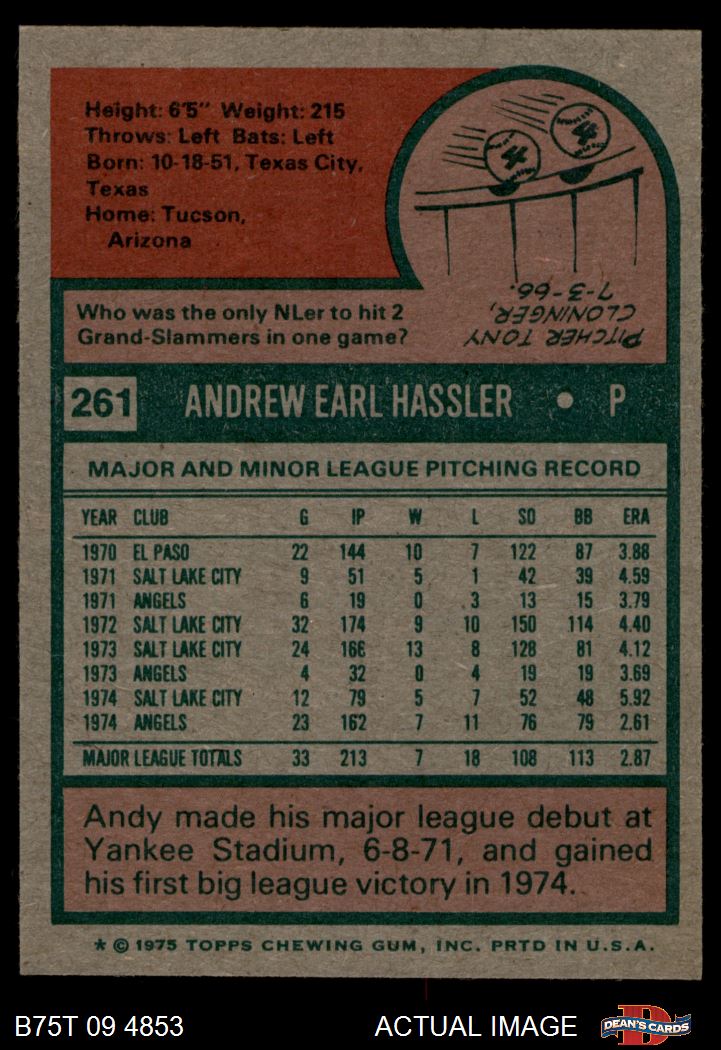 Height: 6'5" Weight: 215
Throws: Left Bats: Left
Born: 10-18-51, Texas City,
Texas
Home: Tucson,
Arizona
Who was the only NLer to hit 2
Grand-Slammers in one game?
PITCHER TONY
CLONINGER,
7-3-66.
261 ANDREW EARL HASSLER • P
MAJOR AND MINOR LEAGUE PITCHING RECORD
YEAR CLUB G IP W L SO BB ERA
1970 EL PASO 22 144 10 7 122 87 3.88
1971 SALT LAKE CITY 9 51 5 1 42 39 4.59
1971 ANGELS 6 19 0 3 13 15 3.79
1972 SALT LAKE CITY 32 174 9 10 150 114 4.40
1973 SALT LAKE CITY 24 166 13 8 128 81 4.12
1973 ANGELS 4 32 0 4 19 19 3.69
1974 SALT LAKE CITY 12 79 5 7 52 48 5.92
1974 ANGELS 23 162 7 11 76 79 2.61
MAJOR LEAGUE TOTALS 33 213 7 18 108 113 2.87
Andy made his major league debut at
Yankee Stadium, 6-8-71, and gained
his first big league victory in 1974.
* © 1975 TOPPS CHEWING GUM, INC. PRTD IN U.S.A.
B75T 09 4853 ACTUAL IMAGE DEAN'S CARDS